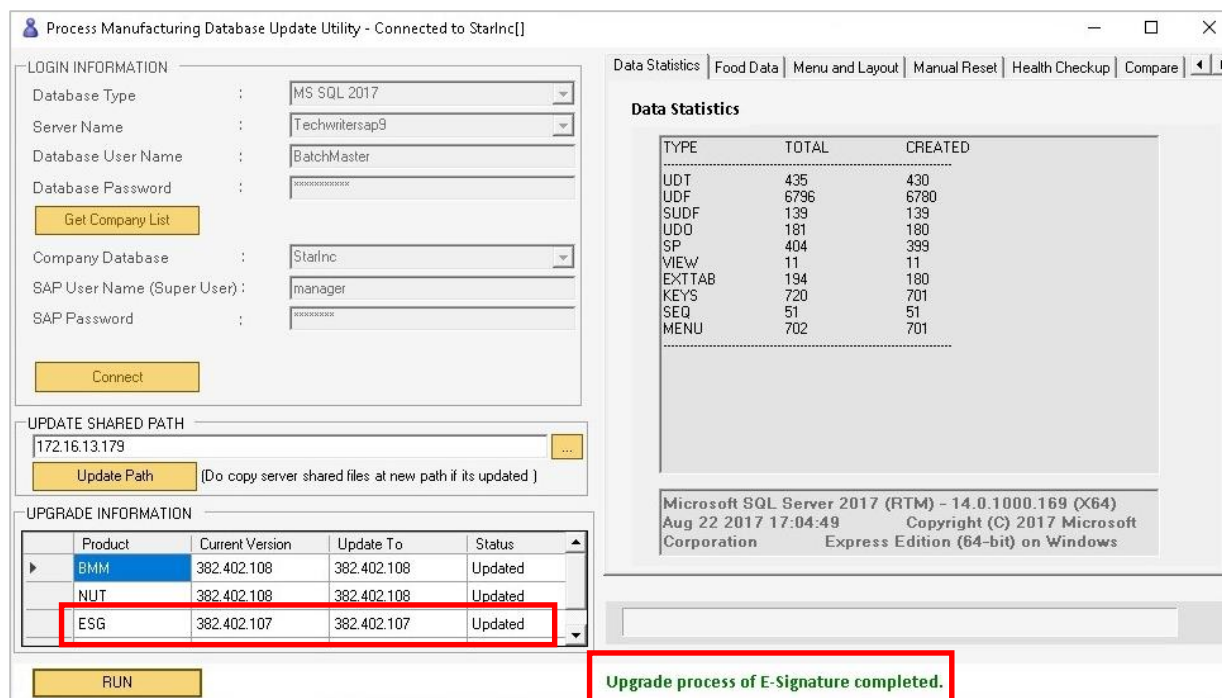 Process Manufacturing Database Update Utility - Connected to StarInc[]
LOGIN INFORMATION
Database Type : MS SQL 2017
Server Name : Techwritersap9
Database User Name : BatchMaster
Database Password : ***********
Get Company List
Company Database : StarInc
SAP User Name (Super User) : manager
SAP Password : ********
Connect
UPDATE SHARED PATH
172.16.13.179
...
Update Path (Do copy server shared files at new path if its updated )
UPGRADE INFORMATION
Product Current Version Update To Status
BMM 382.402.108 382.402.108 Updated
NUT 382.402.108 382.402.108 Updated
ESG 382.402.107 382.402.107 Updated
RUN
Data Statistics Food Data Menu and Layout Manual Reset Health Checkup Compare
Data Statistics
TYPE TOTAL CREATED
UDT 435 430
UDF 6796 6780
SUDF 139 139
UDO 181 180
SP 404 399
VIEW 11 11
EXTTAB 194 180
KEYS 720 701
SEQ 51 51
MENU 702 701
Microsoft SQL Server 2017 (RTM) - 14.0.1000.169 (X64)
Aug 22 2017 17:04:49 Copyright (C) 2017 Microsoft
Corporation Express Edition (64-bit) on Windows
Upgrade process of E-Signature completed.